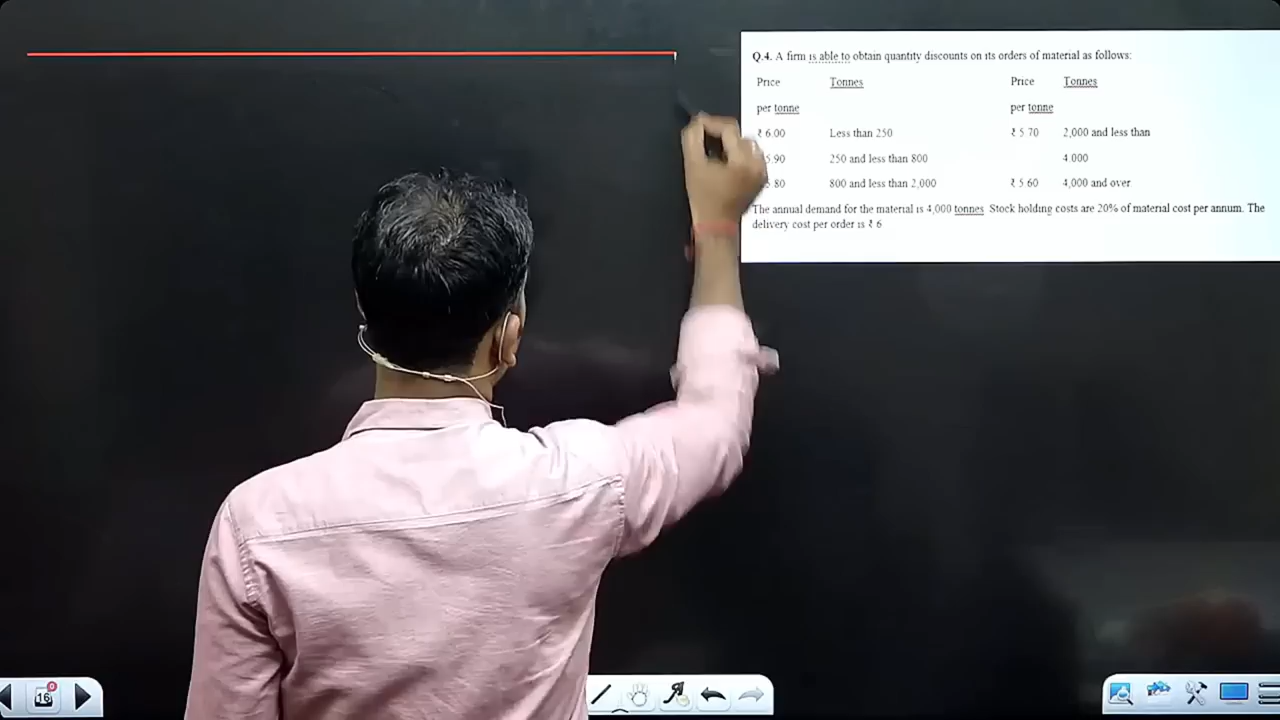 Q.4. A firm is able to obtain quantity discounts on its orders of material as follows:
Price Tonnes Price Tonnes
per tonne per tonne
₹ 6.00 Less than 250 ₹ 5 70 2,000 and less than
5.90 250 and less than 800 4.000
80 800 and less than 2,000 ₹ 5 60 4,000 and over
The annual demand for the material is 4,000 tonnes Stock holding costs are 20% of material cost per annum. The
delivery cost per order is ₹ 6
16
0